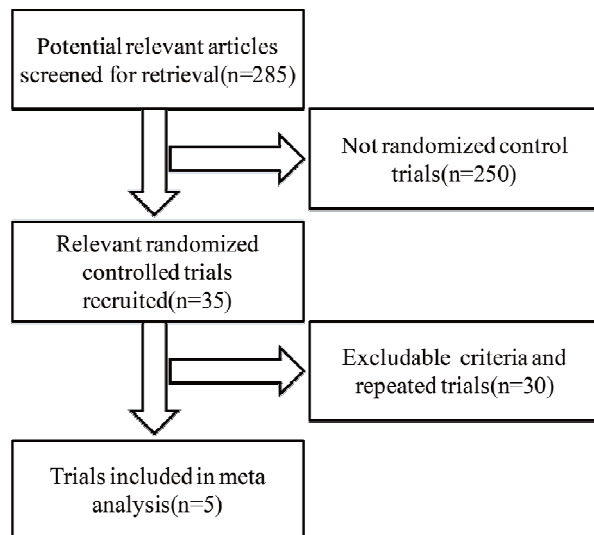 Potential relevant articles
screened for retrieval(n=285)
Not randomized control
trials(n=250)
Relevant randomized
controlled trials
recruited(n=35)
Excludable criteria and
repeated trials(n=30)
Trials included in meta
analysis(n=5)